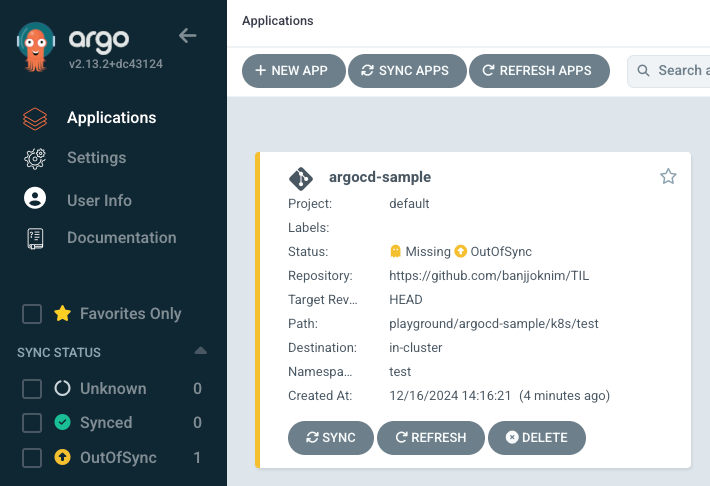 argo
v2.13.2+dc43124
Applications
Settings
User Info
Documentation
Favorites Only
SYNC STATUS
Unknown 0
Synced 0
OutOfSync 1
Applications
NEW APP SYNC APPS REFRESH APPS Search a
argocd-sample
Project: default
Labels:
Status: Missing OutOfSync
Repository: https://github.com/banjjoknim/TIL
Target Rev... HEAD
Path: playground/argocd-sample/k8s/test
Destination: in-cluster
Namespa... test
Created At: 12/16/2024 14:16:21 (4 minutes ago)
SYNC REFRESH DELETE